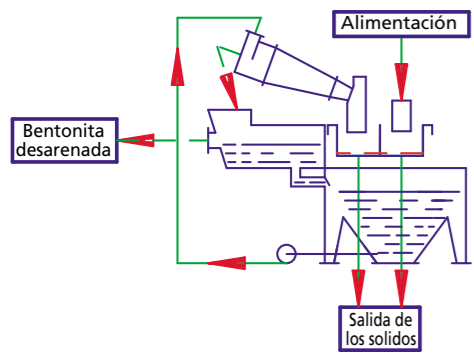 Alimentación
Bentonita
desarenada
Salida de
los solidos